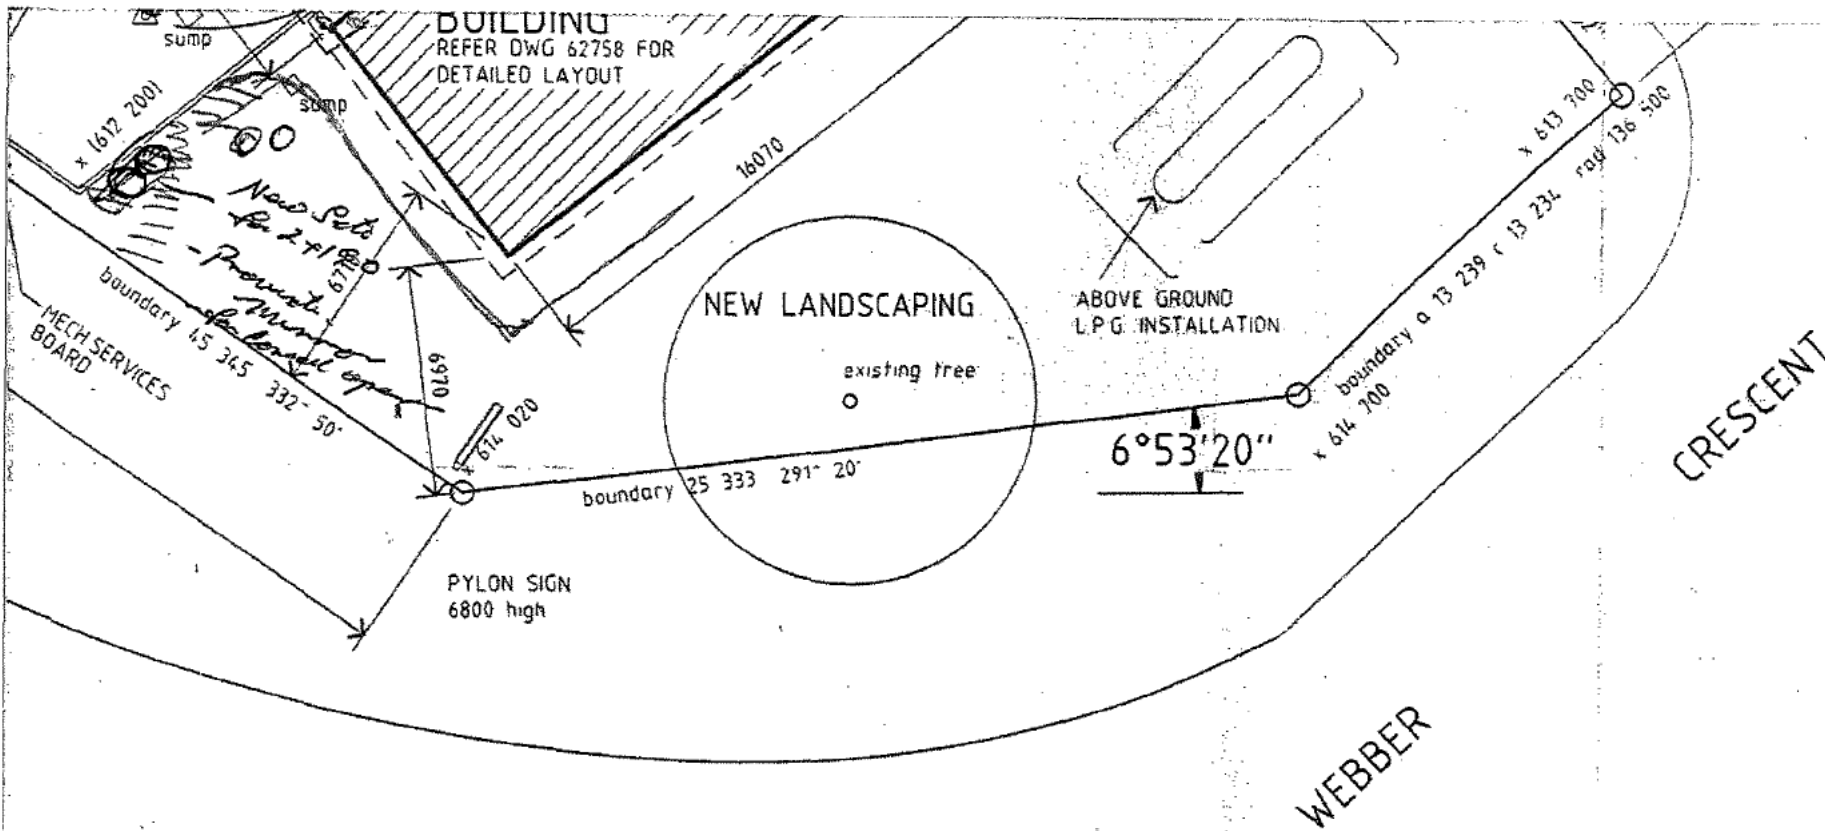 BUILDING
REFER DWG 62758 FOR
DETAILED LAYOUT
sump
sump
x (612 200)
16070
x 613 700
rad 136 500
New
for 2 +1
-
6710
6970
boundary 45 345 332° 50'
MECH SERVICES
BOARD
NEW LANDSCAPING
existing tree
ABOVE GROUND
L.P.G. INSTALLATION
boundary a 13 239 c 13 234
x 614 700
x 614 020
boundary 25 333 291° 20'
6°53'20"
PYLON SIGN
6800 high
WEBBER
CRESCENT